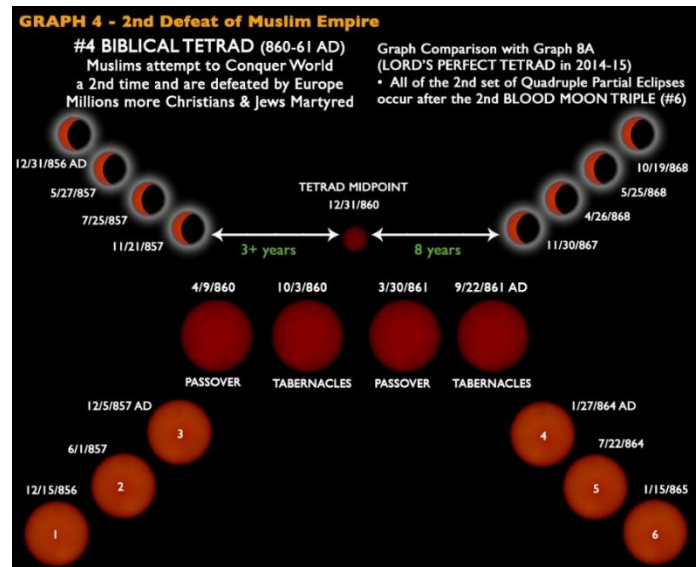 GRAPH 4 - 2nd Defeat of Muslim Empire
#4 BIBLICAL TETRAD (860-61 AD)
Muslims attempt to Conquer World
a 2nd time and are defeated by Europe
Millions more Christians & Jews Martyred
Graph Comparison with Graph 8A
(LORD'S PERFECT TETRAD in 2014-15)
• All of the 2nd set of Quadruple Partial Eclipses
occur after the 2nd BLOOD MOON TRIPLE (#6)
12/31/856 AD
5/27/857
7/25/857
11/21/857
TETRAD MIDPOINT
12/31/860
3+ years
8 years
10/19/868
5/25/868
4/26/868
11/30/867
4/9/860
10/3/860
3/30/861
9/22/861 AD
PASSOVER
TABERNACLES
PASSOVER
TABERNACLES
12/5/857 AD
3
6/1/857
2
12/15/856
1
1/27/864 AD
4
7/22/864
5
1/15/865
6